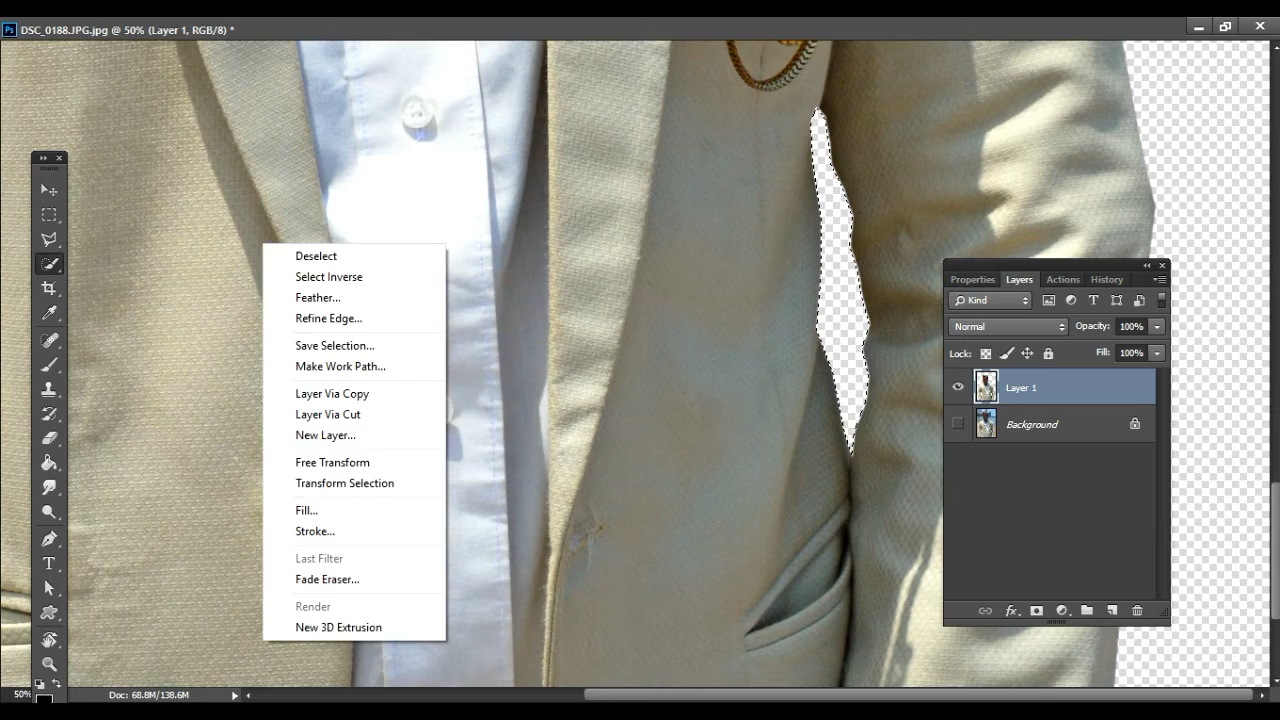 Ps DSC_0188.JPG.jpg @ 50% (Layer 1, RGB/8) *
Deselect
Select Inverse
Feather...
Refine Edge...
Save Selection...
Make Work Path...
Layer Via Copy
Layer Via Cut
New Layer...
Free Transform
Transform Selection
Fill...
Stroke...
Last Filter
Fade Eraser...
Render
New 3D Extrusion
Properties Layers Actions History
Kind
Normal Opacity: 100%
Lock: Fill: 100%
Layer 1
Background
fx
50% Doc: 68.8M/138.6M